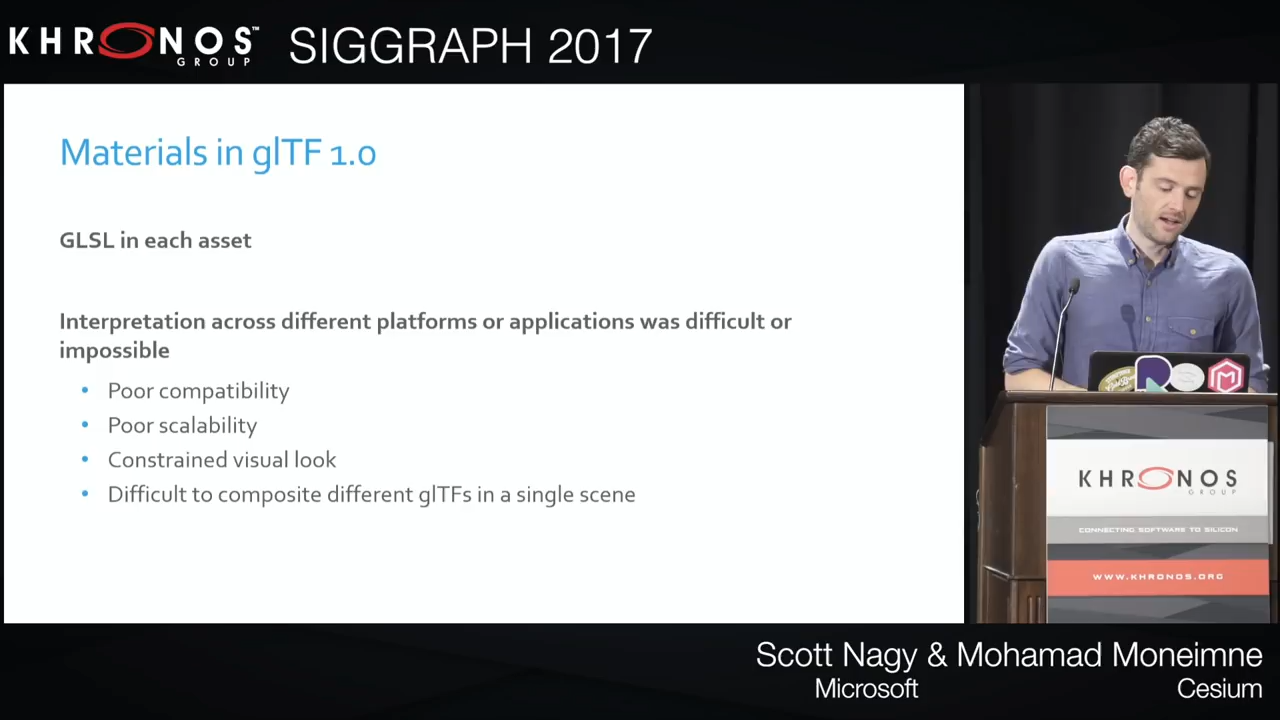 KHRONOS™
GROUP
SIGGRAPH 2017
Materials in glTF 1.0
GLSL in each asset
Interpretation across different platforms or applications was difficult or
impossible
• Poor compatibility
• Poor scalability
• Constrained visual look
• Difficult to composite different glTFs in a single scene
KHRONOS
GROUP
CONNECTING SOFTWARE TO SILICON
WWW.KHRONOS.ORG
Scott Nagy & Mohamad Moneimne
Microsoft
Cesium